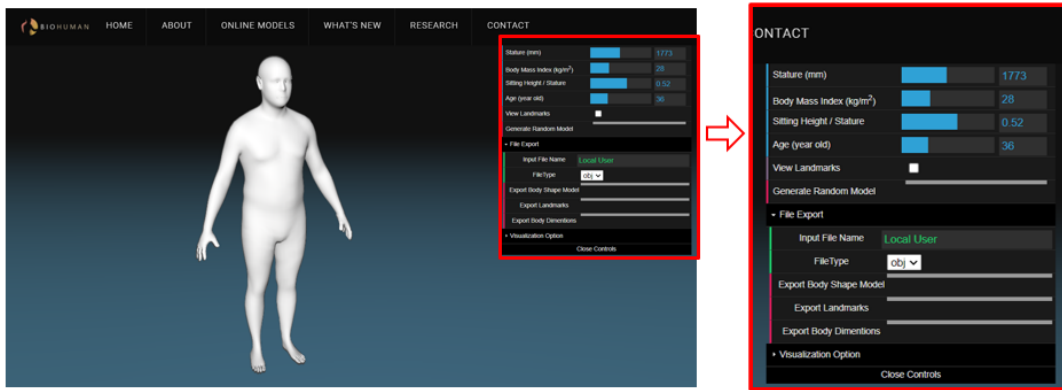 BIOHUMAN HOME ABOUT ONLINE MODELS WHAT'S NEW RESEARCH CONTACT
Stature (mm) 1773
Body Mass Index (kg/m²) 28
Sitting Height / Stature 0.52
Age (year old) 36
View Landmarks
Generate Random Model
File Export
Input File Name Local User
FileType obj
Export Body Shape Model
Export Landmarks
Export Body Dimentions
Visualization Option
Close Controls
ONTACT
Stature (mm) 1773
Body Mass Index (kg/m²) 28
Sitting Height / Stature 0.52
Age (year old) 36
View Landmarks
Generate Random Model
File Export
Input File Name Local User
FileType obj
Export Body Shape Model
Export Landmarks
Export Body Dimentions
Visualization Option
Close Controls